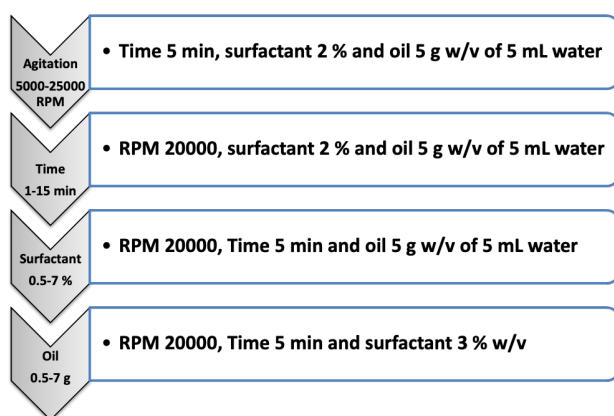 Agitation
5000-25000
RPM
• Time 5 min, surfactant 2 % and oil 5 g w/v of 5 mL water
Time
1-15 min
• RPM 20000, surfactant 2 % and oil 5 g w/v of 5 mL water
Surfactant
0.5-7 %
• RPM 20000, Time 5 min and oil 5 g w/v of 5 mL water
Oil
0.5-7 g
• RPM 20000, Time 5 min and surfactant 3 % w/v